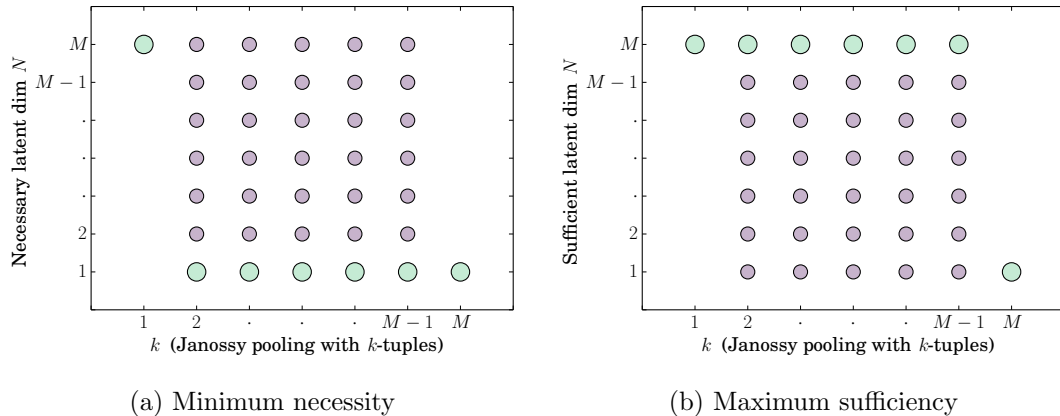 Necessary latent dim N
M
M − 1
.
.
.
2
1
1 2 . . . M − 1 M
k (Janossy pooling with k-tuples)
(a) Minimum necessity
Sufficient latent dim N
M
M − 1
.
.
.
2
1
1 2 . . . M − 1 M
k (Janossy pooling with k-tuples)
(b) Maximum sufficiency